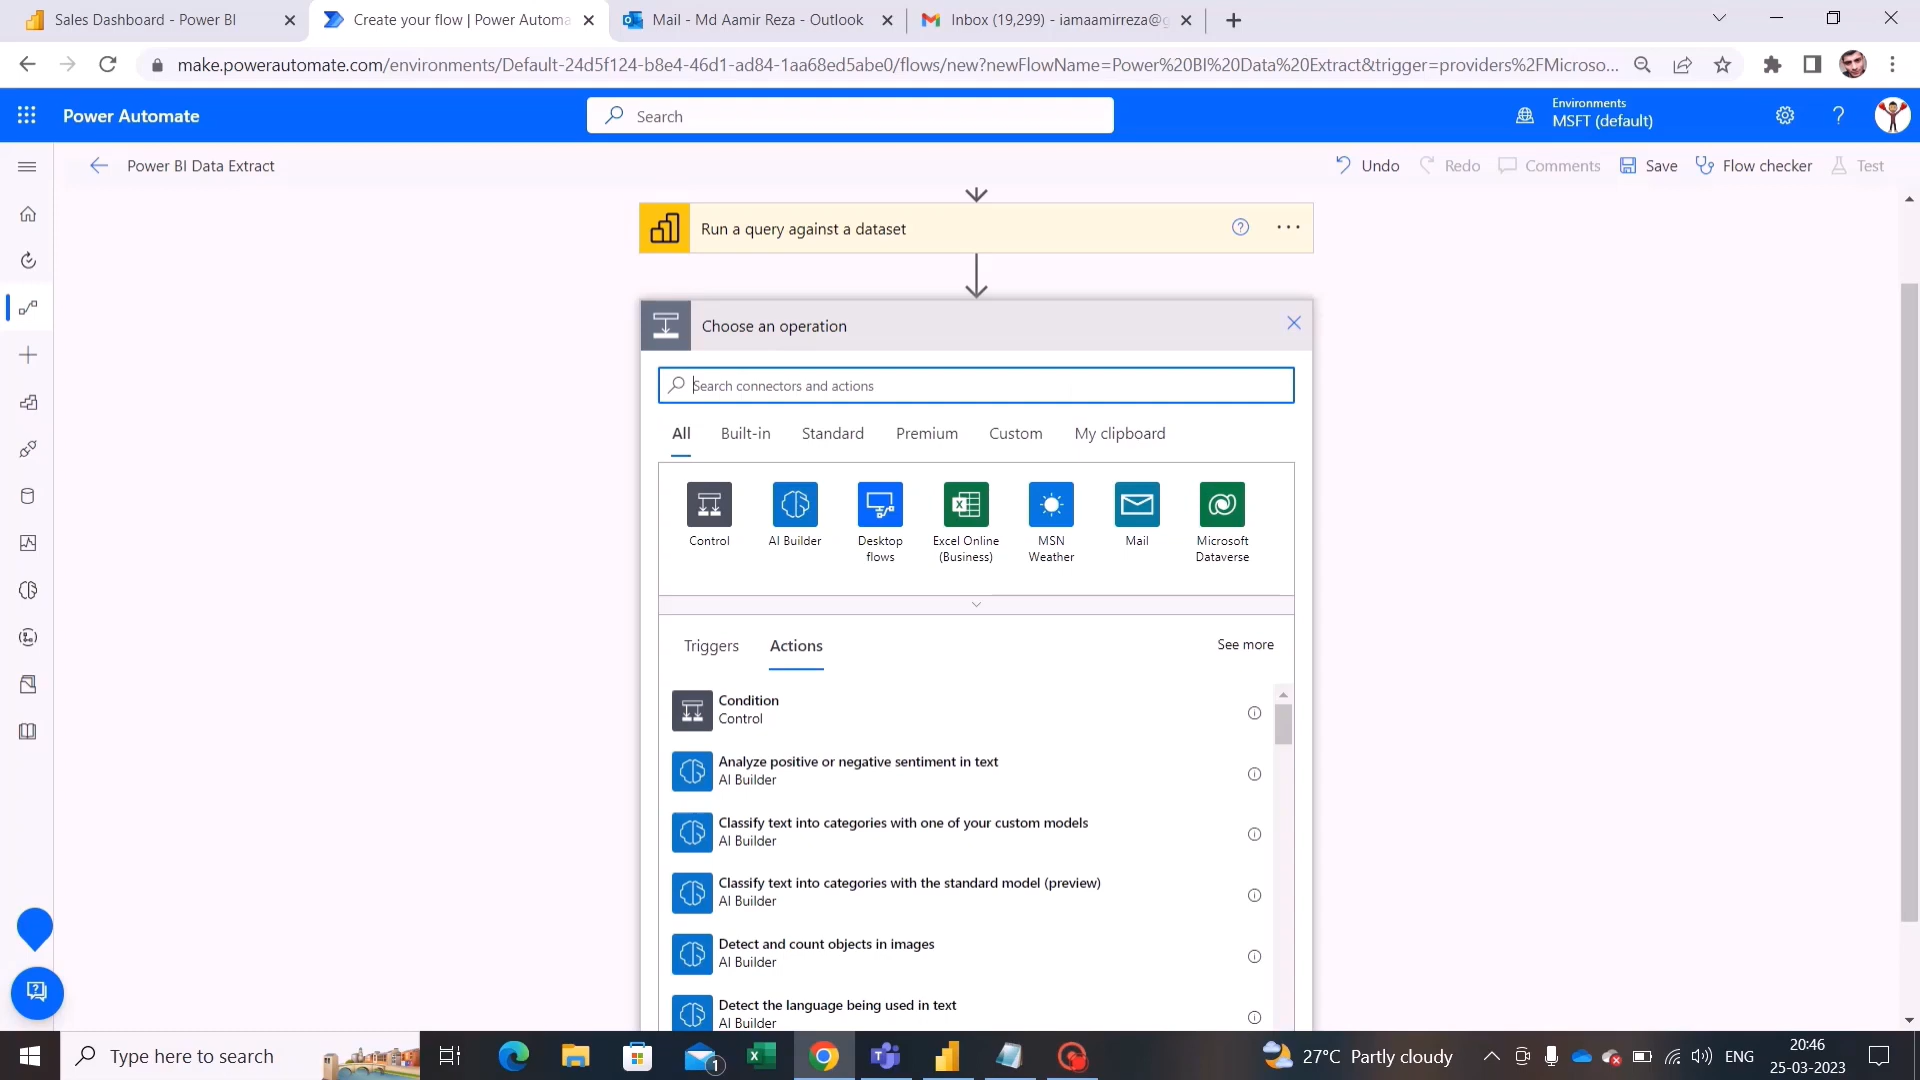 Sales Dashboard - Power BI
Create your flow | Power Automa
Mail - Md Aamir Reza - Outlook
Inbox (19,299) - iamaamirreza@g
make.powerautomate.com/environments/Default-24d5f124-b8e4-46d1-ad84-1aa68ed5abe0/flows/new?newFlowName=Power%20BI%20Data%20Extract&trigger=providers%2FMicroso...
Power Automate
Search
Environments
MSFT (default)
?
Power BI Data Extract
Undo
Redo
Comments
Save
Flow checker
Test
Run a query against a dataset
?
Choose an operation
Search connectors and actions
All
Built-in
Standard
Premium
Custom
My clipboard
Control
AI Builder
Desktop
flows
Excel Online
(Business)
MSN
Weather
Mail
Microsoft
Dataverse
Triggers
Actions
See more
Condition
Control
Analyze positive or negative sentiment in text
AI Builder
Classify text into categories with one of your custom models
AI Builder
Classify text into categories with the standard model (preview)
AI Builder
Detect and count objects in images
AI Builder
Detect the language being used in text
AI Builder
Type here to search
1
27°C Partly cloudy
ENG
20:46
25-03-2023